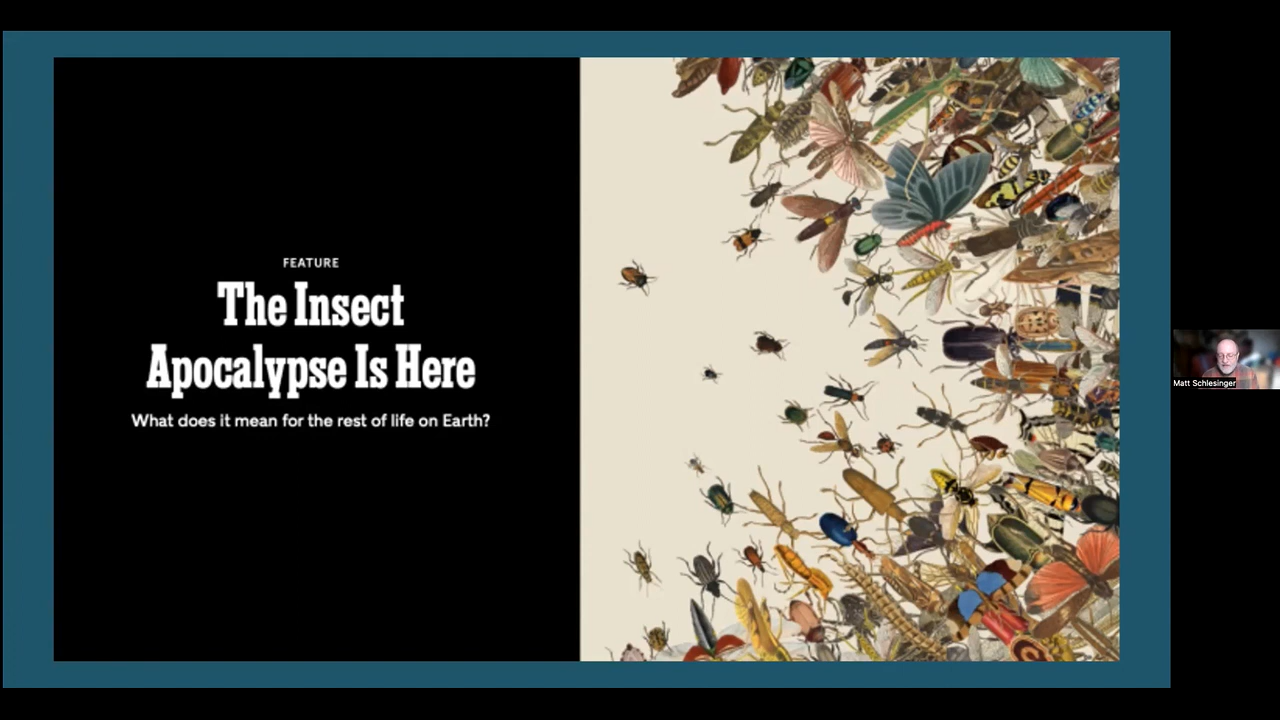 FEATURE
The Insect
Apocalypse Is Here
What does it mean for the rest of life on Earth?
Matt Schlesinger